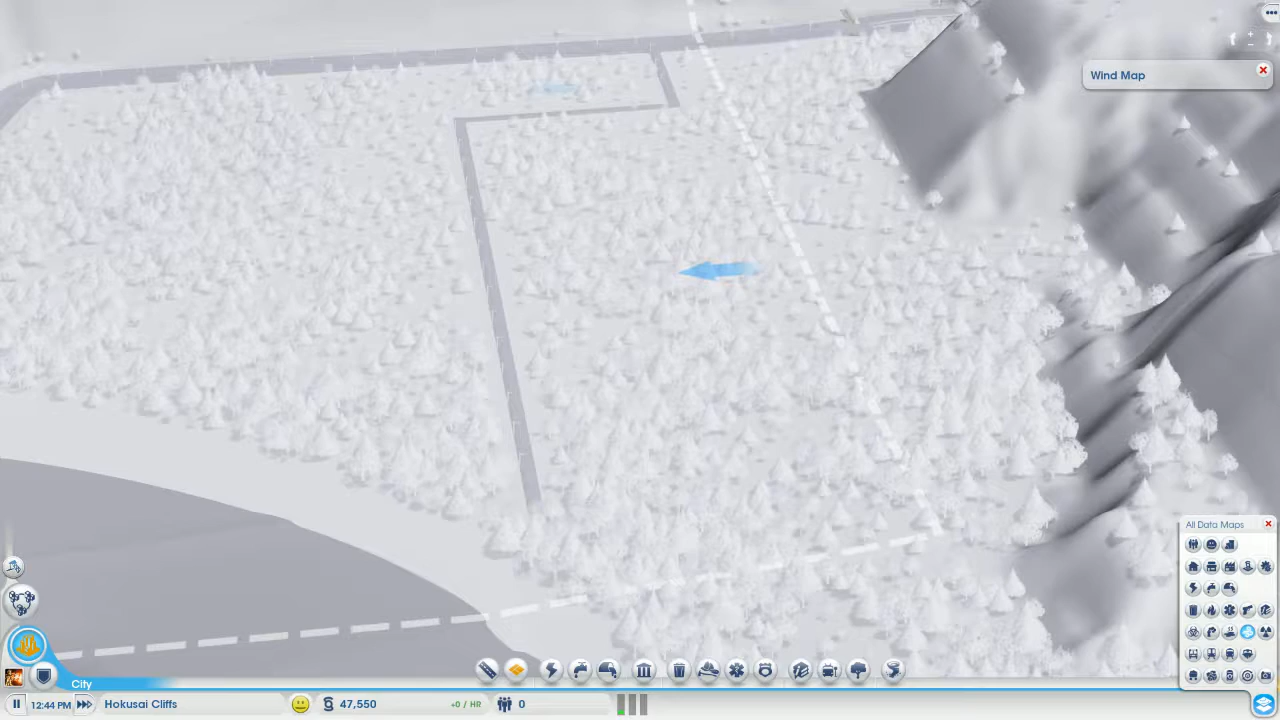 Wind Map
All Data Maps
City
12:44 PM
Hokusai Cliffs
47,550
+0 / HR
0